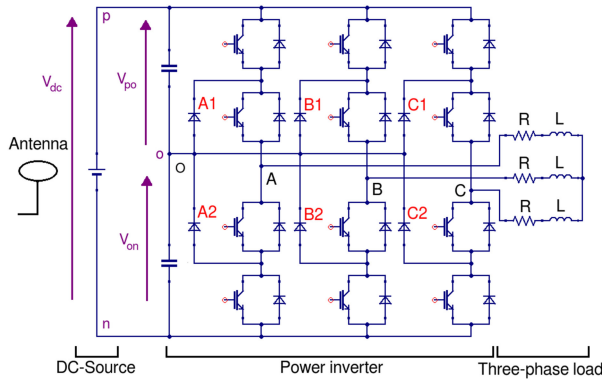 p
V_dc
V_po
A1
B1
C1
R
L
Antenna
o
O
A
R
L
B
C
R
L
A2
B2
C2
V_on
n
DC-Source
Power inverter
Three-phase load